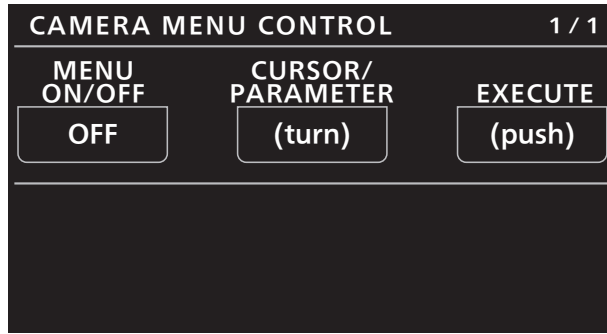 CAMERA MENU CONTROL 1 / 1
MENU
ON/OFF
CURSOR/
PARAMETER
EXECUTE
OFF
(turn)
(push)